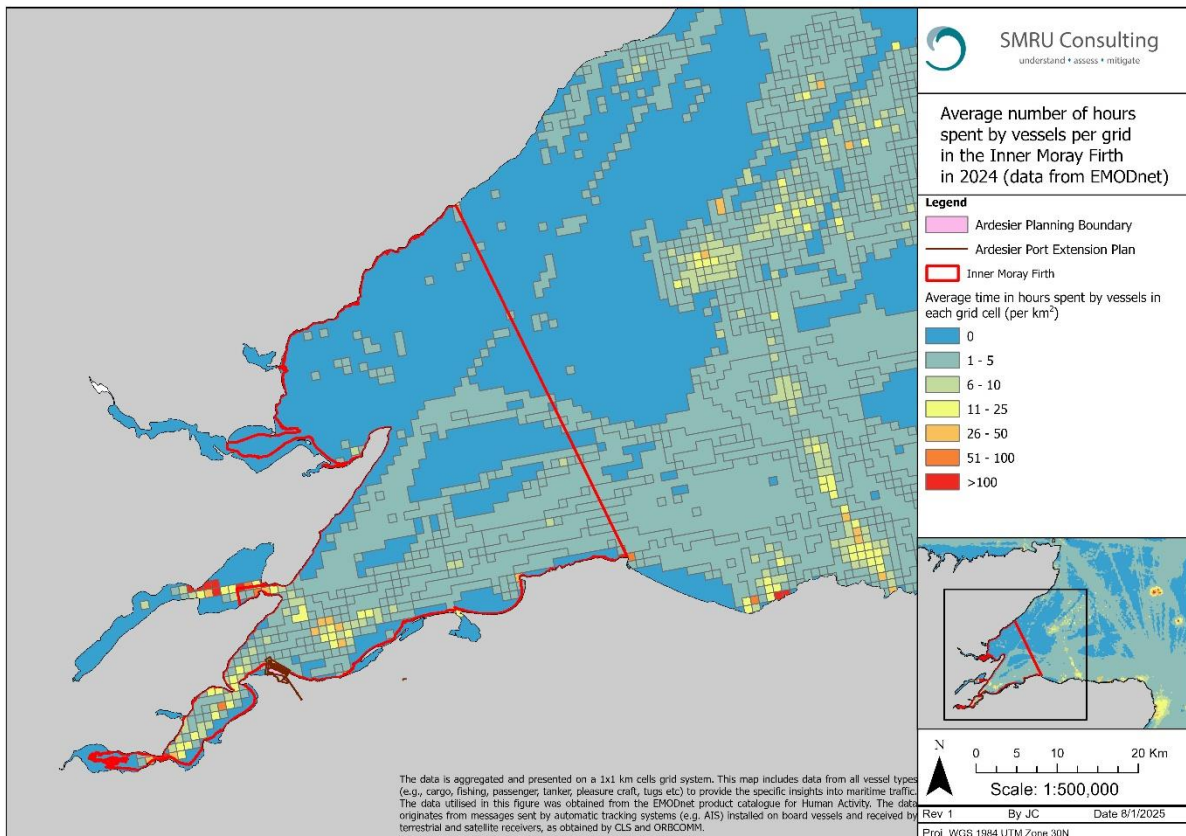 SMRU Consulting
understand • assess • mitigate
Average number of hours
spent by vessels per grid
in the Inner Moray Firth
in 2024 (data from EMODnet)
Legend
Ardesier Planning Boundary
Ardesier Port Extension Plan
Inner Moray Firth
Average time in hours spent by vessels in
each grid cell (per km²)
0
1 - 5
6 - 10
11 - 25
26 - 50
51 - 100
>100
N
0 5 10 20 Km
Scale: 1:500,000
Rev 1 By JC Date 8/1/2025
Proj WGS 1984 UTM Zone 30N
The data is aggregated and presented on a 1x1 km cells grid system. This map includes data from all vessel types
(e.g., cargo, fishing, passenger, tanker, pleasure craft, tugs etc) to provide the specific insights into maritime traffic.
The data utilised in this figure was obtained from the EMODnet product catalogue for Human Activity. The data
originates from messages sent by automatic tracking systems (e.g. AIS) installed on board vessels and received by
terrestrial and satellite receivers, as obtained by CLS and ORBCOMM.